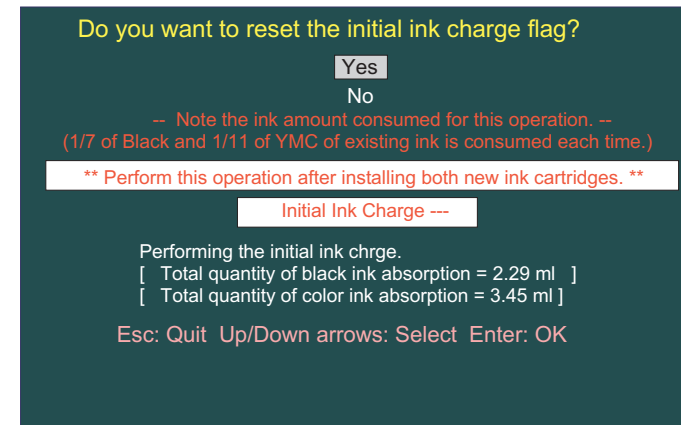 Do you want to reset the initial ink charge flag?
Yes
No
-- Note the ink amount consumed for this operation. --
(1/7 of Black and 1/11 of YMC of existing ink is consumed each time.)
** Perform this operation after installing both new ink cartridges. **
Initial Ink Charge ---
Performing the initial ink chrge.
[ Total quantity of black ink absorption = 2.29 ml ]
[ Total quantity of color ink absorption = 3.45 ml ]
Esc: Quit Up/Down arrows: Select Enter: OK